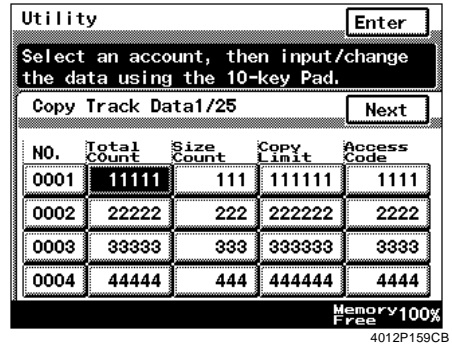 Utility Enter
Select an account, then input/change
the data using the 10-key Pad.
Copy Track Data1/25 Next
NO. Total Count Size Count Copy Limit Access Code
0001 11111 111 111111 1111
0002 22222 222 222222 2222
0003 33333 333 333333 3333
0004 44444 444 444444 4444
Memory Free 100%
4012P159CB